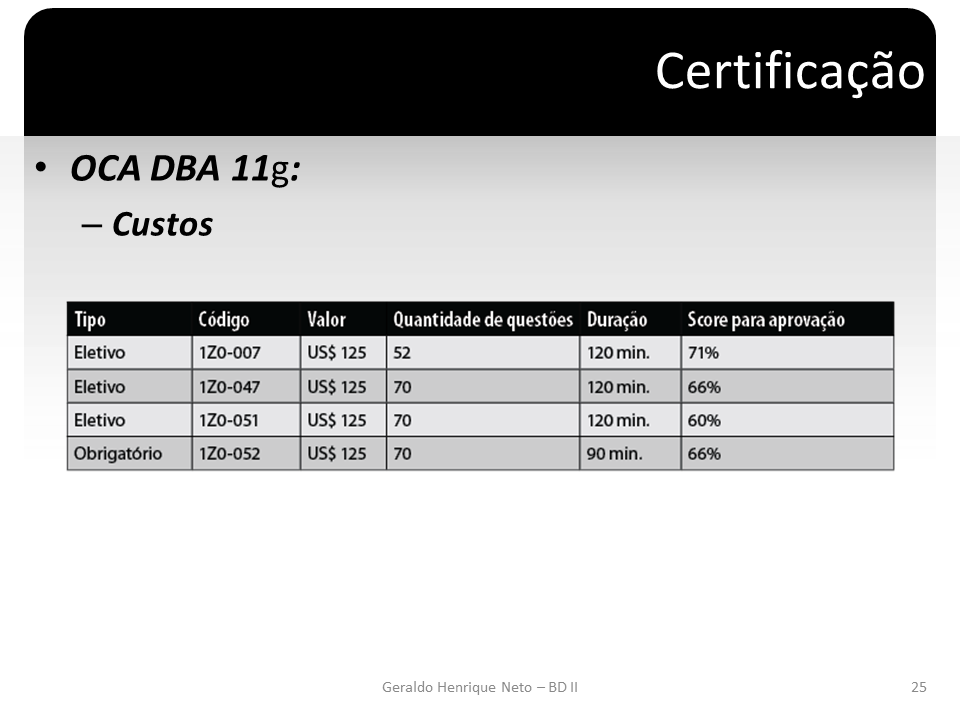 Certificação
• OCA DBA 11g:
– Custos
Tipo Código Valor Quantidade de questões Duração Score para aprovação
Eletivo 1Z0-007 US$ 125 52 120 min. 71%
Eletivo 1Z0-047 US$ 125 70 120 min. 66%
Eletivo 1Z0-051 US$ 125 70 120 min. 60%
Obrigatório 1Z0-052 US$ 125 70 90 min. 66%
Geraldo Henrique Neto – BD II 25